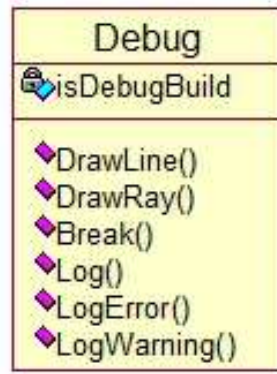 Debug
isDebugBuild
DrawLine()
DrawRay()
Break()
Log()
LogError()
LogWarning()